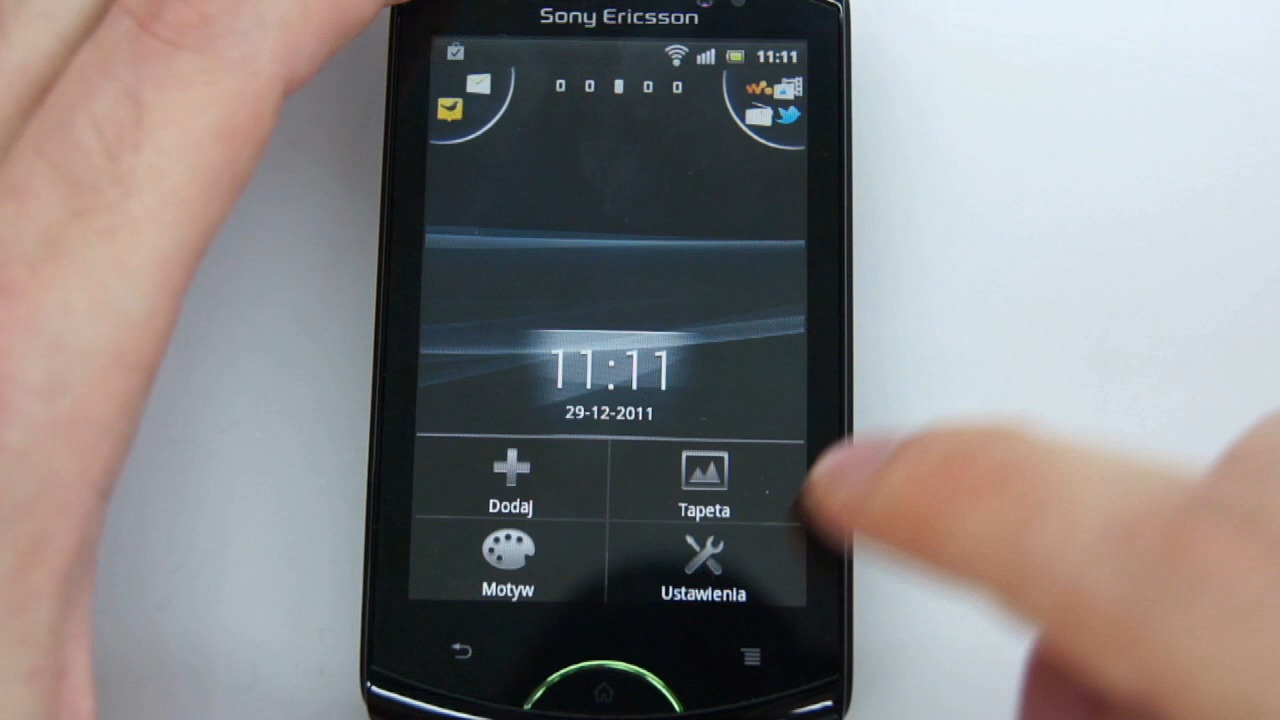 Sony Ericsson
11:11
11:11
29-12-2011
Dodaj
Tapeta
Motyw
Ustawienia